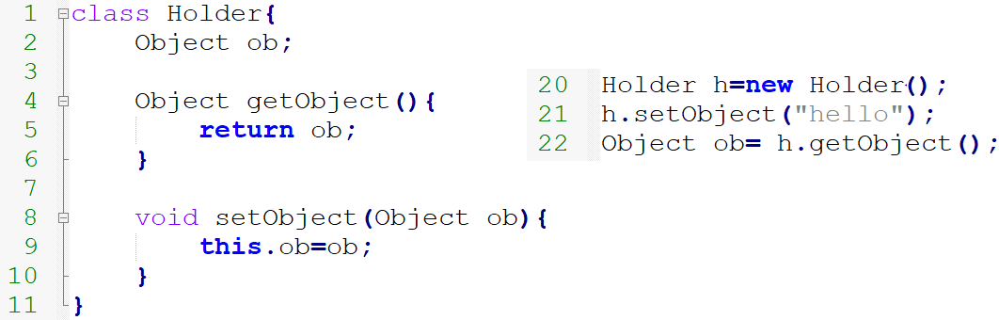 1 class Holder{
2     Object ob;
3
4     Object getObject(){
5         return ob;
6     }
7
8     void setObject(Object ob){
9         this.ob=ob;
10     }
11 }
20 Holder h=new Holder();
21 h.setObject("hello");
22 Object ob= h.getObject();